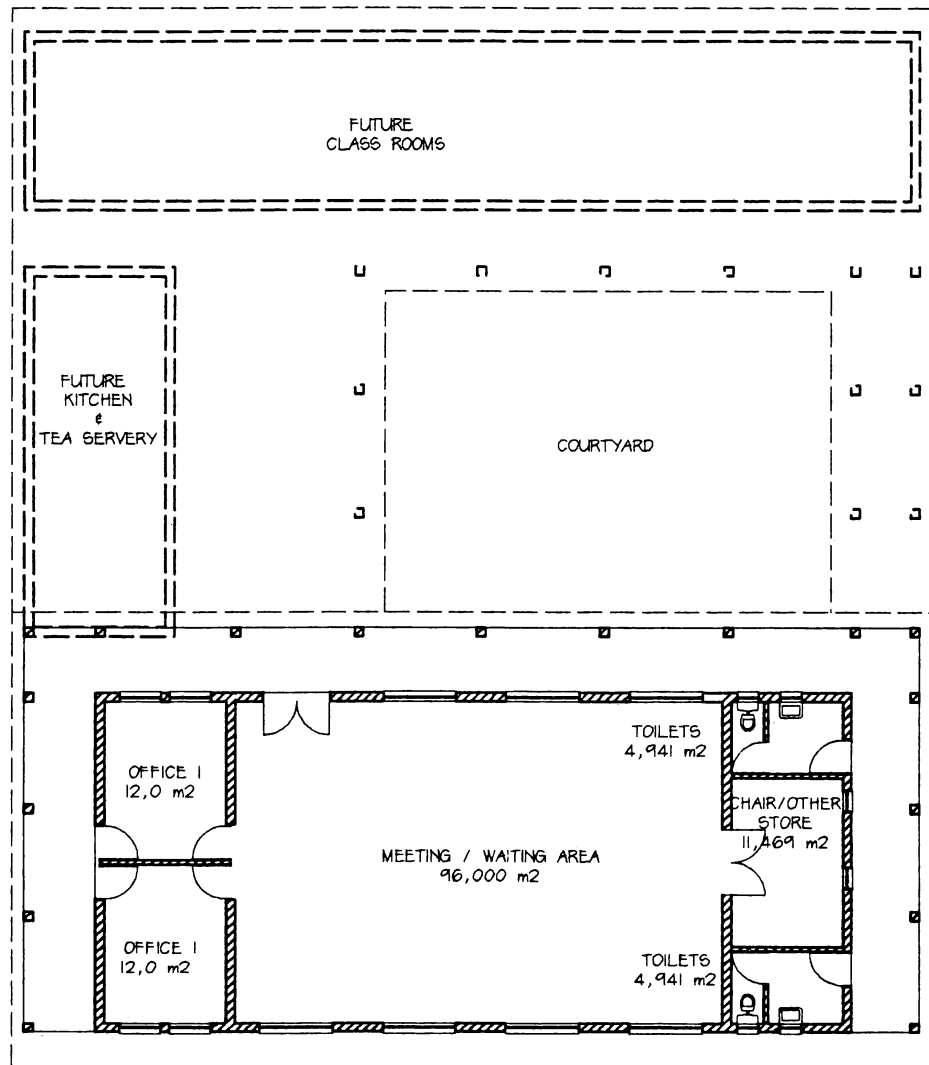 FUTURE
CLASS ROOMS
FUTURE
KITCHEN
&
TEA SERVERY
COURTYARD
TOILETS
4,941 m2
OFFICE 1
12,0 m2
CHAIR/OTHER
STORE
11,469 m2
MEETING / WAITING AREA
96,000 m2
OFFICE 1
12,0 m2
TOILETS
4,941 m2